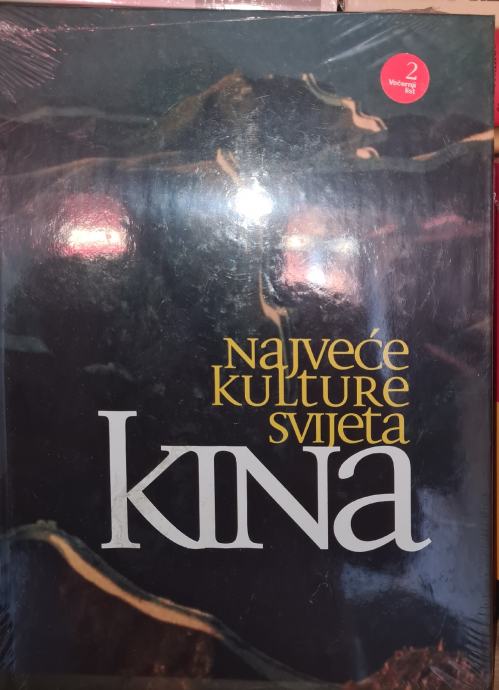 2
Večernji
list
NAJVEĆE
KULTURE
SVIJETA
KINA